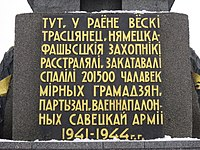 ТУТ, У РАЁНЕ ВЁСКІ
ТРАСЦЯНЕЦ, НЯМЕЦКА-
ФАШЫСЦКІЯ ЗАХОПНІКІ
РАССТРАЛЯЛІ, ЗАКАТАВАЛІ
СПАЛІЛІ 201500 ЧАЛАВЕК
МІРНЫХ ГРАМАДЗЯН,
ПАРТЫЗАН, ВАЕННАПАЛОН-
НЫХ САВЕЦКАЙ АРМІІ
1941-1944 г.г.